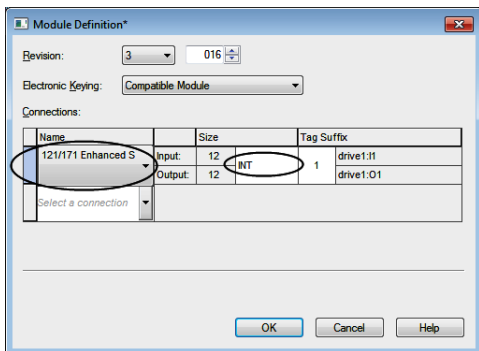 Module Definition*
Revision: 3 016
Electronic Keying: Compatible Module
Connections:
Name Size Tag Suffix
121/171 Enhanced S Input: 12 INT 1 drive1:I1
Output: 12 drive1:O1
Select a connection
OK Cancel Help